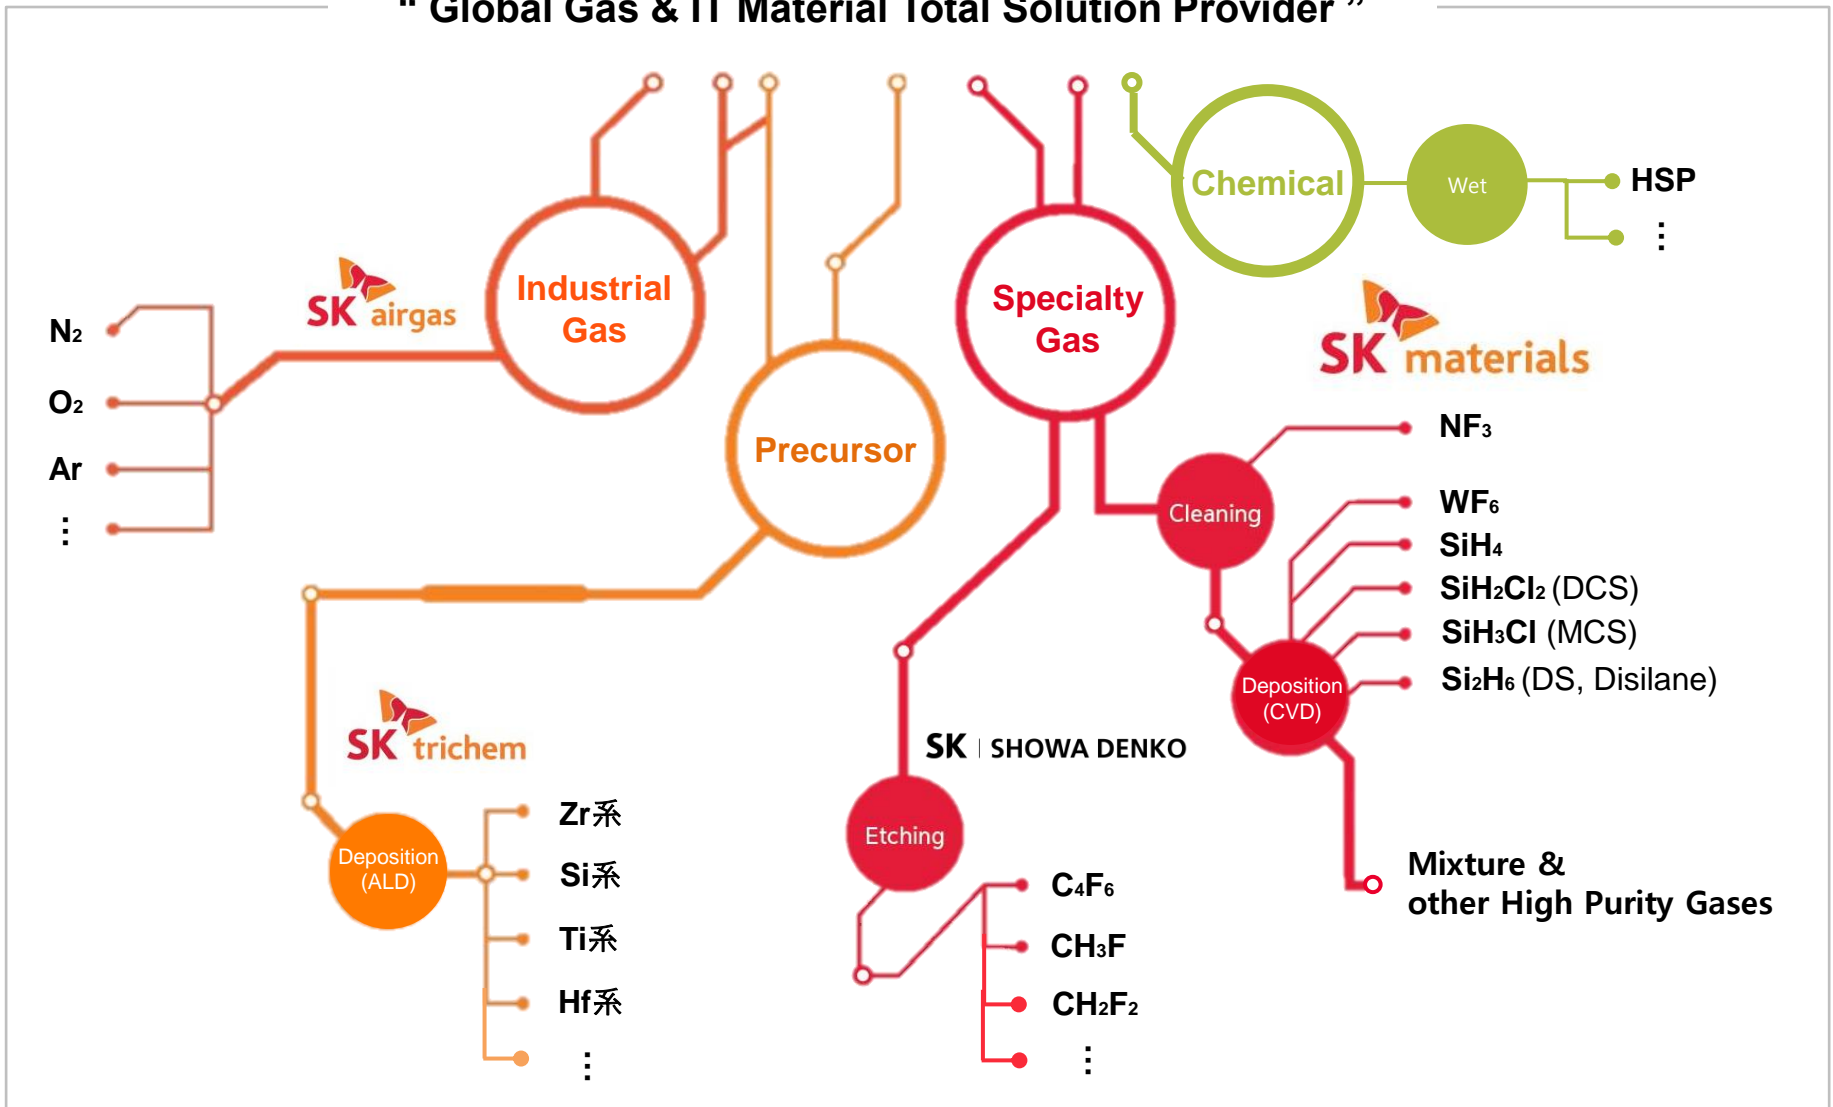 “ Global Gas & IT Material Total Solution Provider ”
Chemical
Wet
HSP
⋮
SK airgas
Industrial
Gas
N₂
O₂
Ar
⋮
Specialty
Gas
SK materials
Precursor
NF₃
Cleaning
WF₆
SiH₄
SiH₂Cl₂ (DCS)
SiH₃Cl (MCS)
Si₂H₆ (DS, Disilane)
Deposition
(CVD)
SK trichem
SK | SHOWA DENKO
Deposition
(ALD)
Zr系
Si系
Ti系
Hf系
⋮
Etching
C₄F₆
CH₃F
CH₂F₂
⋮
Mixture &
other High Purity Gases